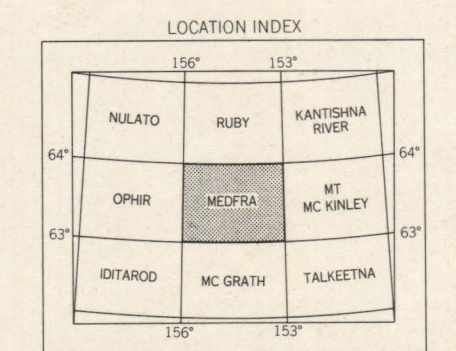 LOCATION INDEX
156° 153°
NULATO RUBY KANTISHNA
RIVER
64° 64°
OPHIR MEDFRA MT
MC KINLEY
63° 63°
IDITAROD MC GRATH TALKEETNA
156° 153°